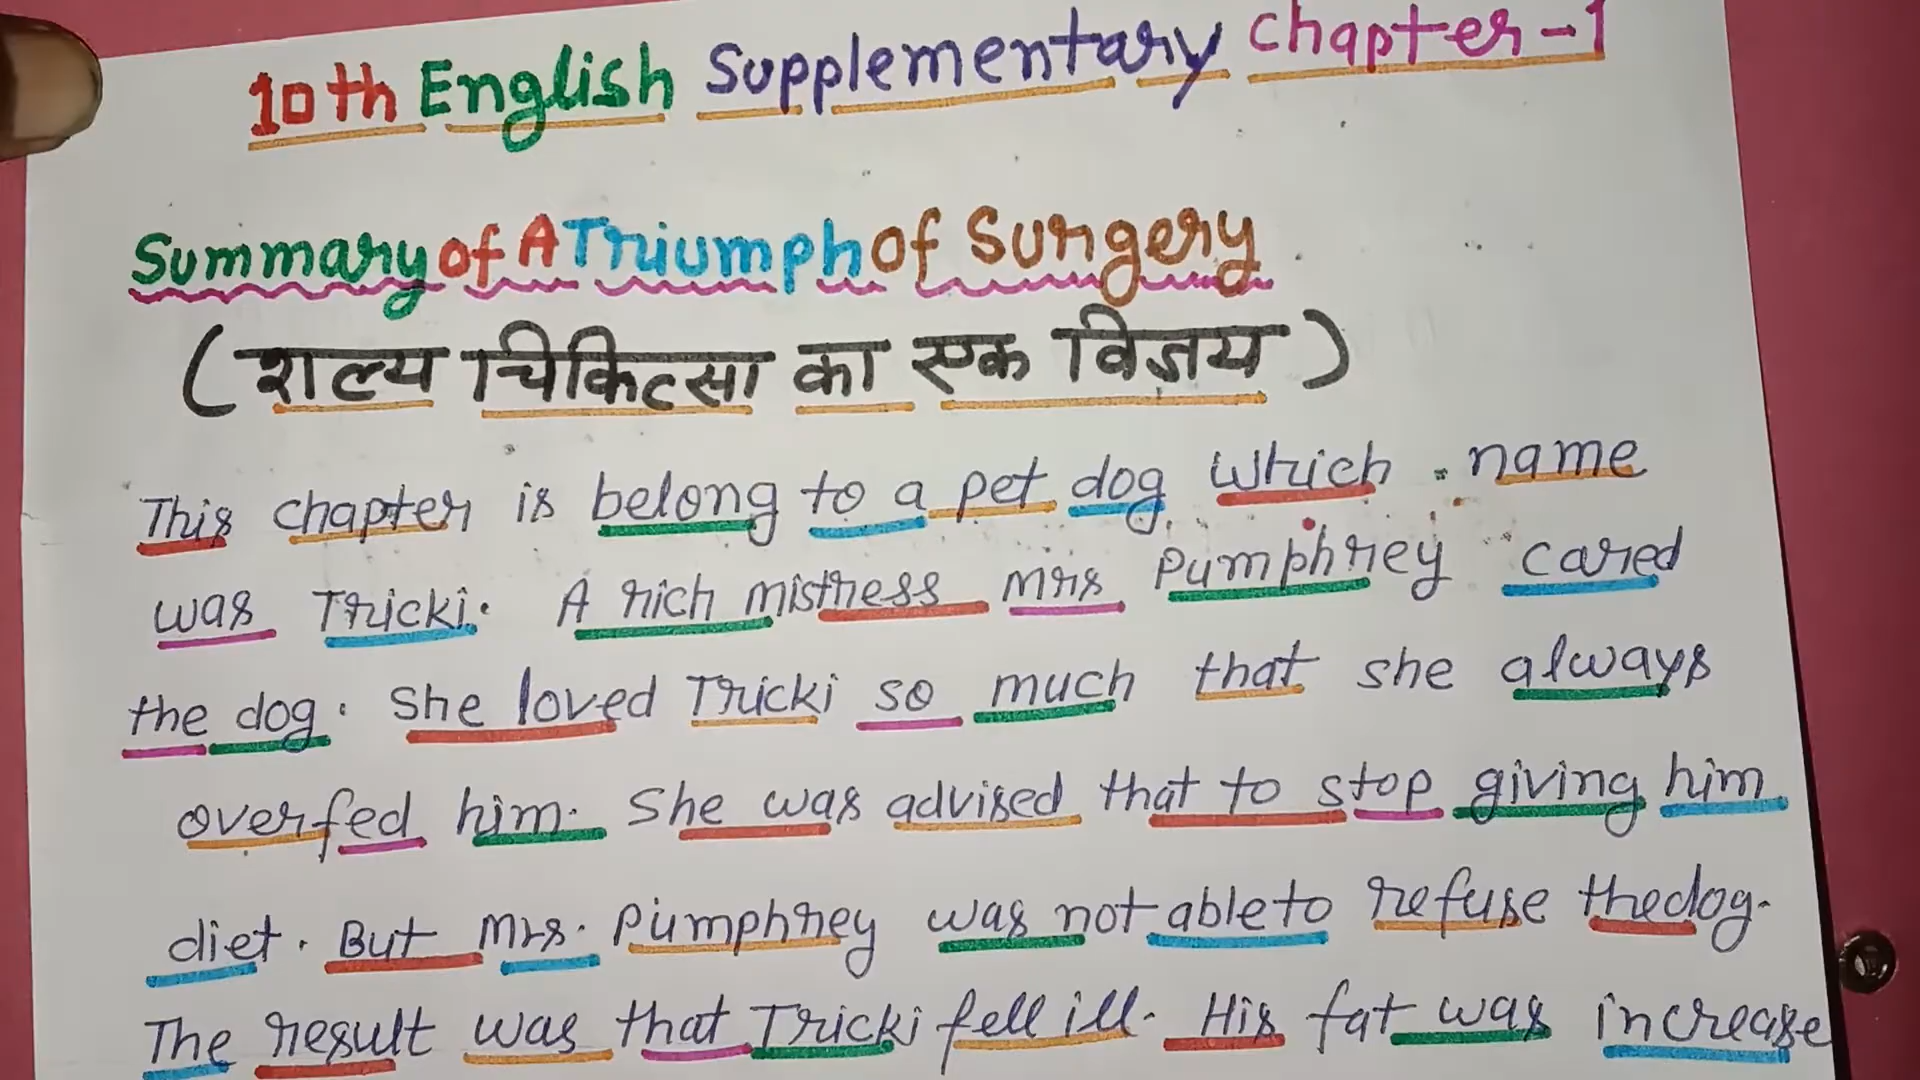 10th English Supplementary Chapter-1
Summary of A Triumph of Surgery
(शल्य चिकित्सा का एक विजय)
This chapter is belong to a pet dog which . name
was Tricki. A rich mistress Mrs Pumphrey cared
the dog. She loved Tricki so much that she always
overfed him. She was advised that to stop giving him
diet. But Mrs. Pumphrey was not able to refuse the dog.
The result was that Tricki fell ill. His fat was increase